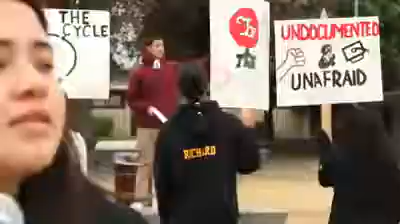 THE
CYCLE
UNDOCUMENTED
&
UNAFRAID
RICHARD